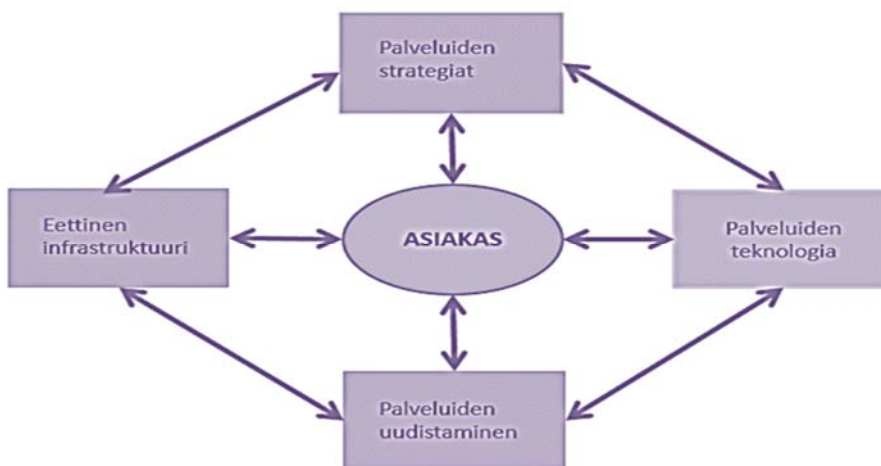 Palveluiden
strategiat
Eettinen
infrastruktuuri
ASIAKAS
Palveluiden
teknologia
Palveluiden
uudistaminen